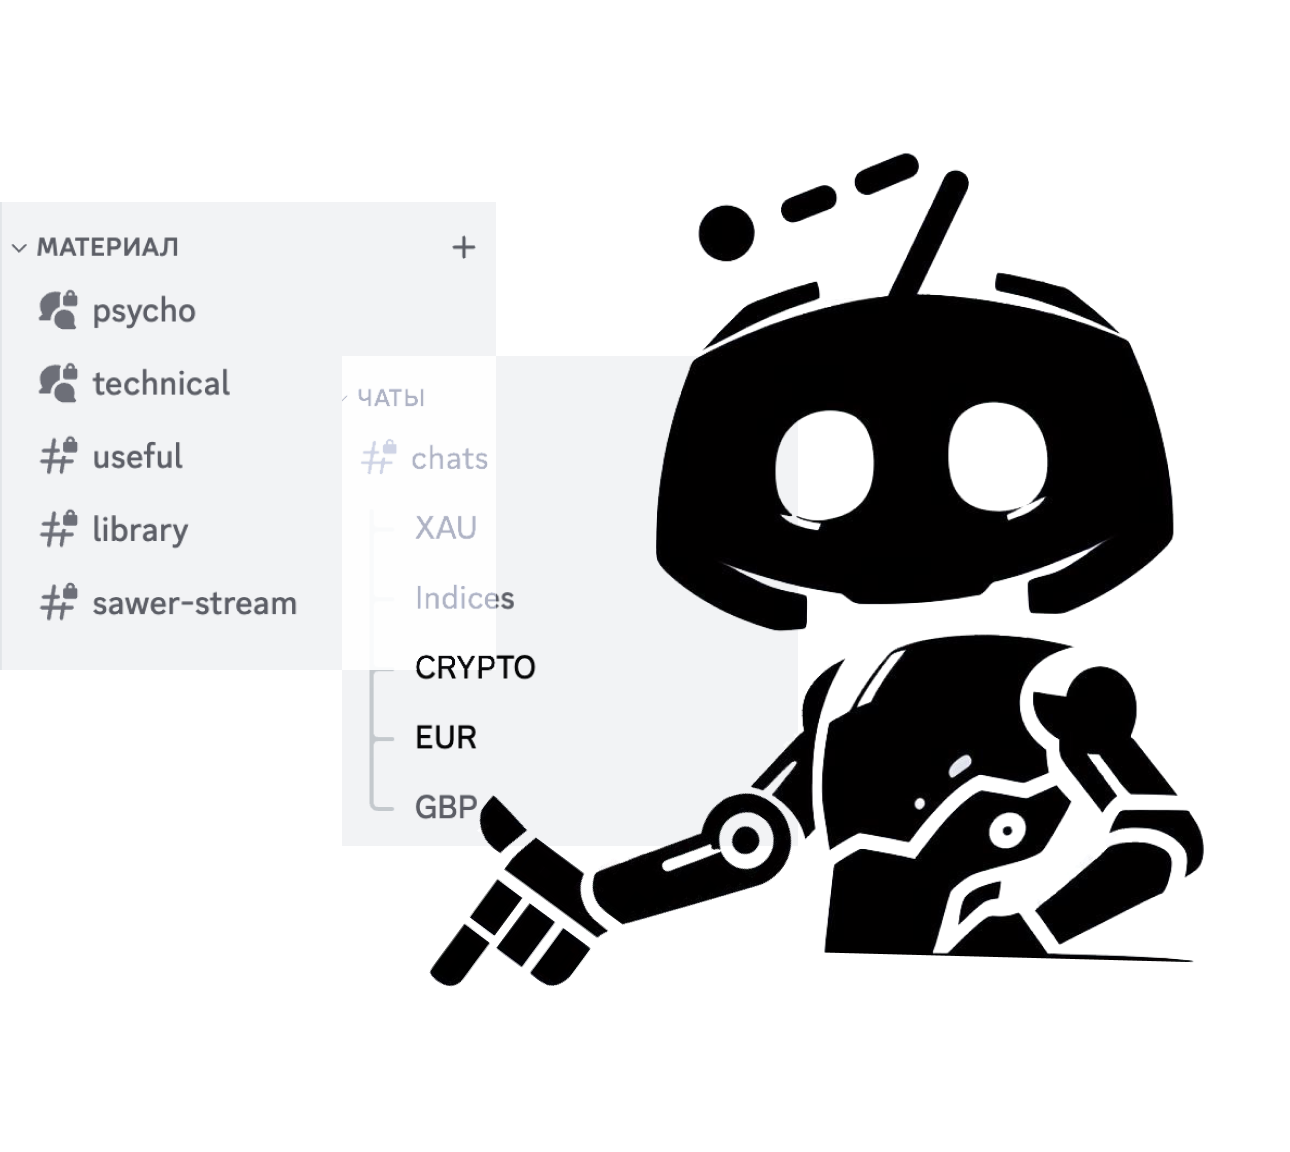 МАТЕРИАЛ
psycho
technical
useful
library
sawer-stream
ЧАТЫ
chats
XAU
Indices
CRYPTO
EUR
GBP